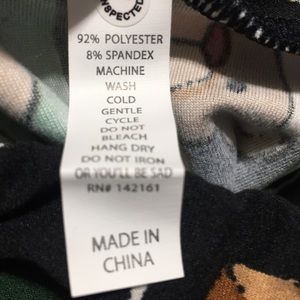 INSPECTED
92% POLYESTER
8% SPANDEX
MACHINE
WASH
COLD
GENTLE
CYCLE
DO NOT
BLEACH
HANG DRY
DO NOT IRON
OR YOU'LL BE SAD
RN# 142161
MADE IN
CHINA